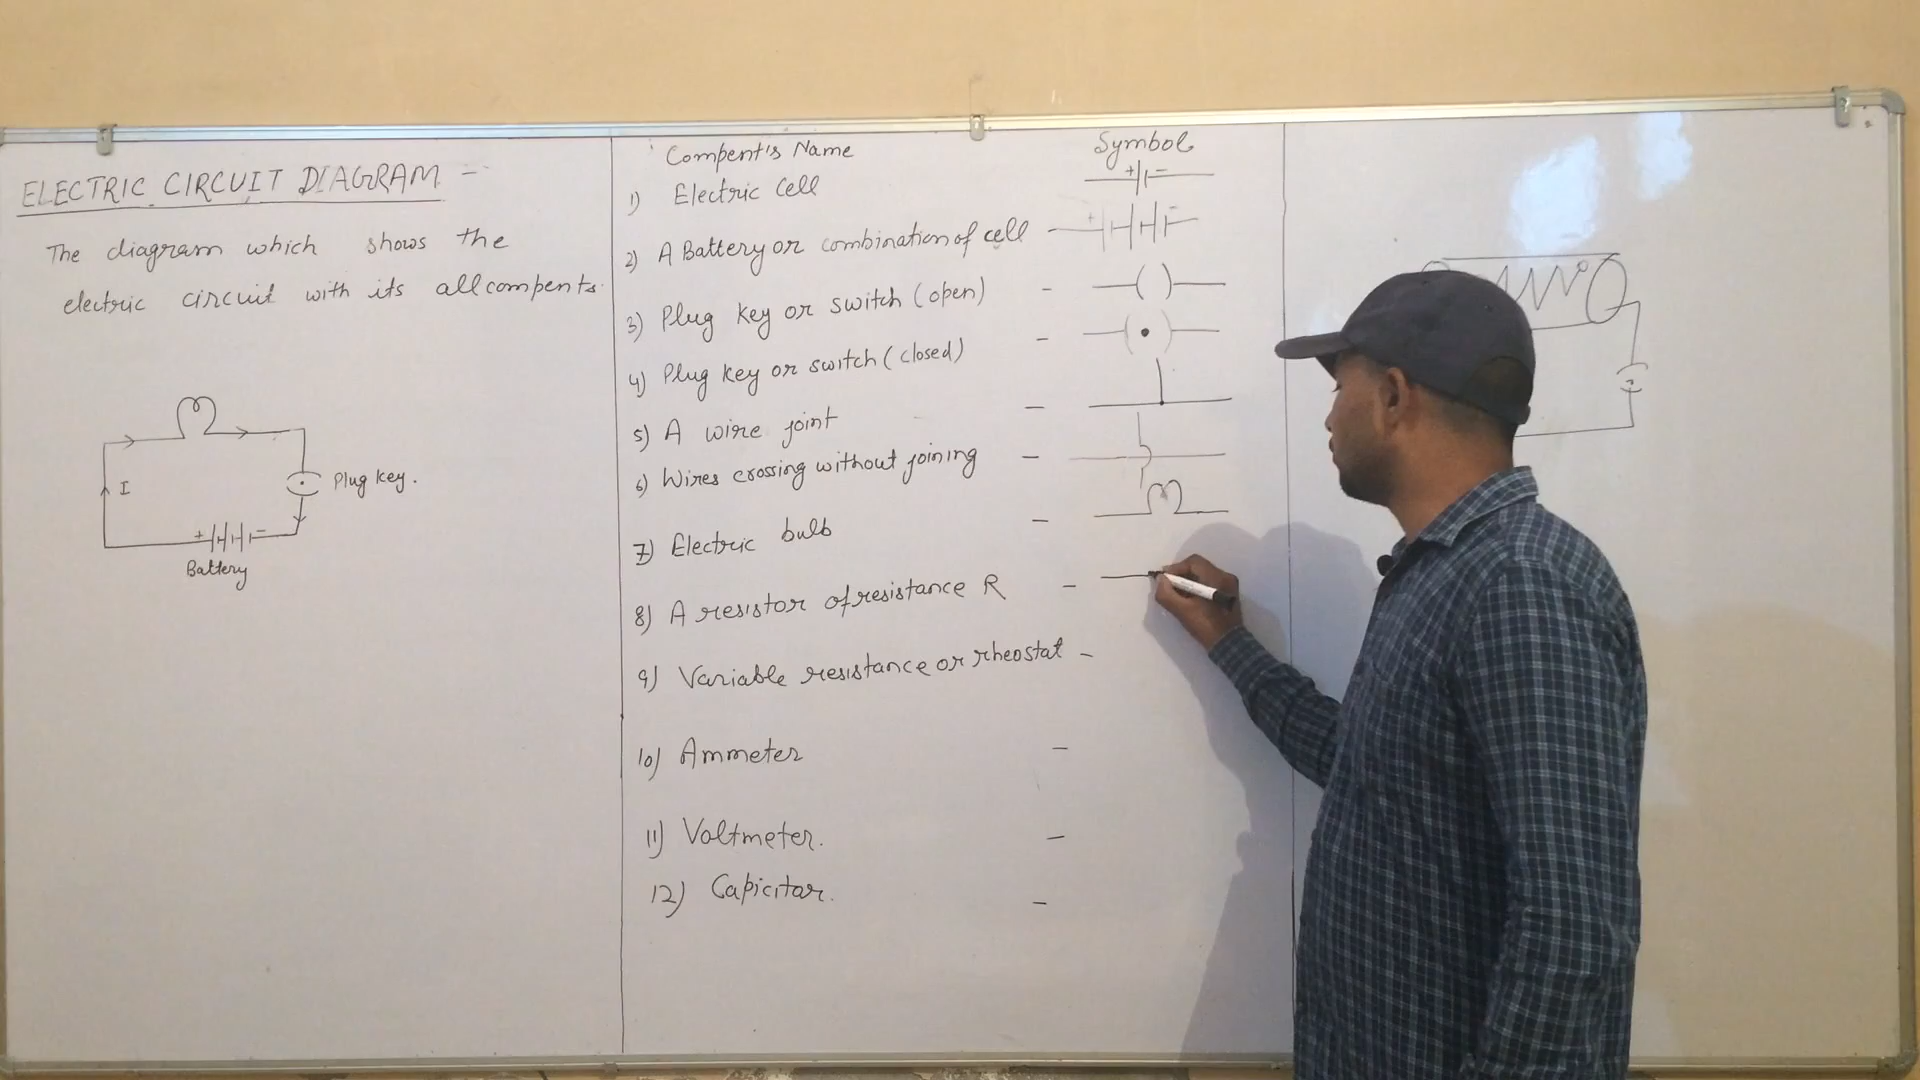 ELECTRIC CIRCUIT DIAGRAM -
The diagram which shows the
electric circuit with its all compents.
I
Plug key.
+ -
Battery
Compent's Name Symbol
1) Electric Cell + -
2) A Battery or combination of cell - + -
3) Plug key or switch (open) -
4) Plug key or switch (closed) -
5) A wire joint -
6) Wires crossing without joining -
7) Electric bulb -
8) A resistor of resistance R -
9) Variable resistance or rheostat -
10) Ammeter -
11) Voltmeter. -
12) Capicitar. -